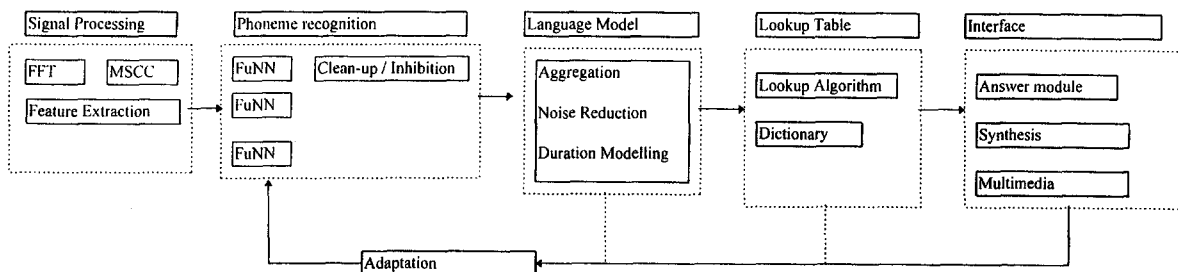 Signal Processing
Phoneme recognition
Language Model
Lookup Table
Interface
FFT
MSCC
Feature Extraction
FuNN
Clean-up / Inhibition
FuNN
FuNN
Aggregation
Noise Reduction
Duration Modelling
Lookup Algorithm
Dictionary
Answer module
Synthesis
Multimedia
Adaptation